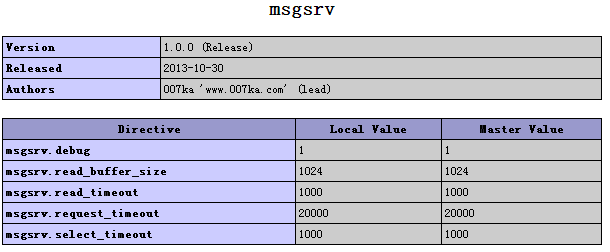 msgsrv
Version 1.0.0 (Release)
Released 2013-10-30
Authors 007ka 'www.007ka.com' (lead)
Directive Local Value Master Value
msgsrv.debug 1 1
msgsrv.read_buffer_size 1024 1024
msgsrv.read_timeout 1000 1000
msgsrv.request_timeout 20000 20000
msgsrv.select_timeout 1000 1000